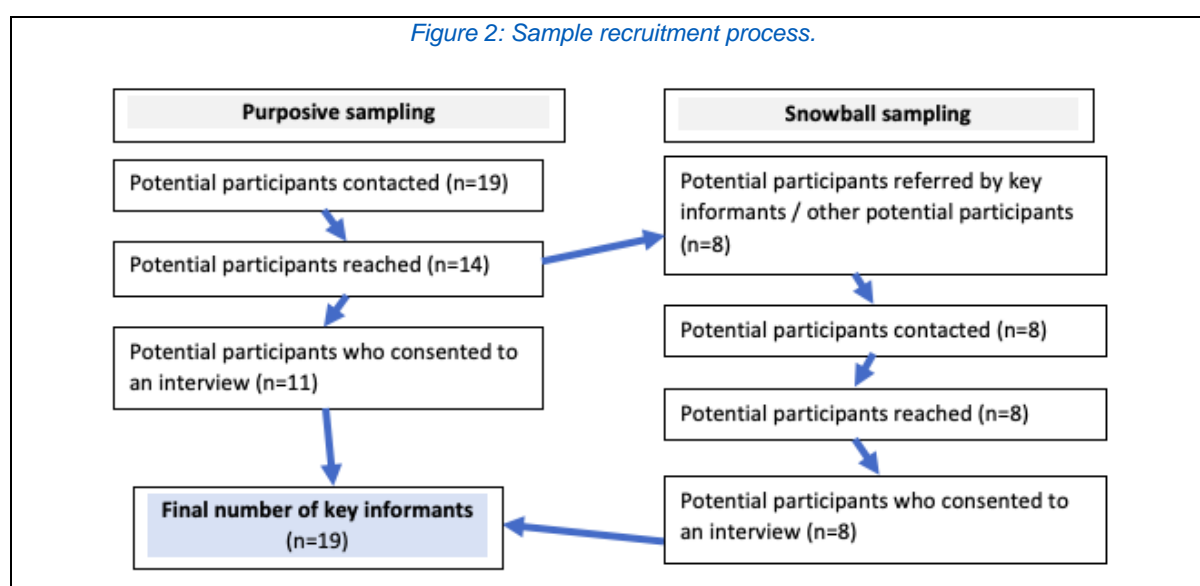 Figure 2: Sample recruitment process.
Purposive sampling
Potential participants contacted (n=19)
Potential participants reached (n=14)
Potential participants who consented to
an interview (n=11)
Final number of key informants
(n=19)
Snowball sampling
Potential participants referred by key
informants / other potential participants
(n=8)
Potential participants contacted (n=8)
Potential participants reached (n=8)
Potential participants who consented to
an interview (n=8)